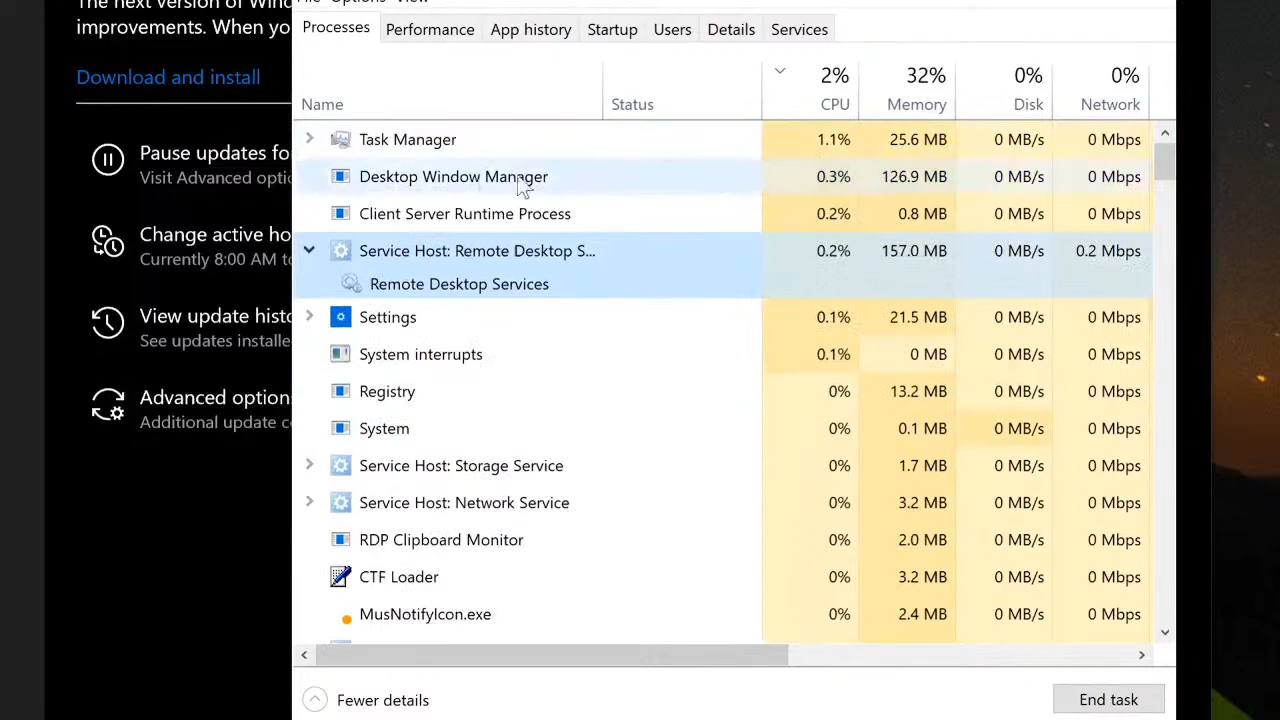 The next version of Wind
improvements. When yo
Download and install
Pause updates fo
Visit Advanced optio
Change active ho
Currently 8:00 AM to
View update histo
See updates installe
Advanced option
Additional update co
File Options View
Processes Performance App history Startup Users Details Services
2% 32% 0% 0%
Name Status CPU Memory Disk Network
Task Manager 1.1% 25.6 MB 0 MB/s 0 Mbps
Desktop Window Manager 0.3% 126.9 MB 0 MB/s 0 Mbps
Client Server Runtime Process 0.2% 0.8 MB 0 MB/s 0 Mbps
Service Host: Remote Desktop S... 0.2% 157.0 MB 0 MB/s 0.2 Mbps
Remote Desktop Services
Settings 0.1% 21.5 MB 0 MB/s 0 Mbps
System interrupts 0.1% 0 MB 0 MB/s 0 Mbps
Registry 0% 13.2 MB 0 MB/s 0 Mbps
System 0% 0.1 MB 0 MB/s 0 Mbps
Service Host: Storage Service 0% 1.7 MB 0 MB/s 0 Mbps
Service Host: Network Service 0% 3.2 MB 0 MB/s 0 Mbps
RDP Clipboard Monitor 0% 2.0 MB 0 MB/s 0 Mbps
CTF Loader 0% 3.2 MB 0 MB/s 0 Mbps
MusNotifyIcon.exe 0% 2.4 MB 0 MB/s 0 Mbps
Fewer details
End task